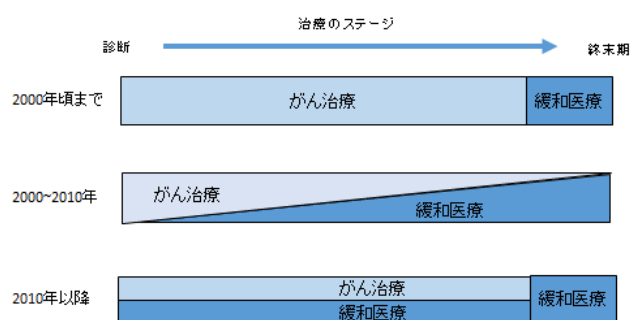 治療のステージ
診断
終末期
2000年頃まで
がん治療
緩和医療
2000~2010年
がん治療
緩和医療
2010年以降
がん治療
緩和医療
緩和医療